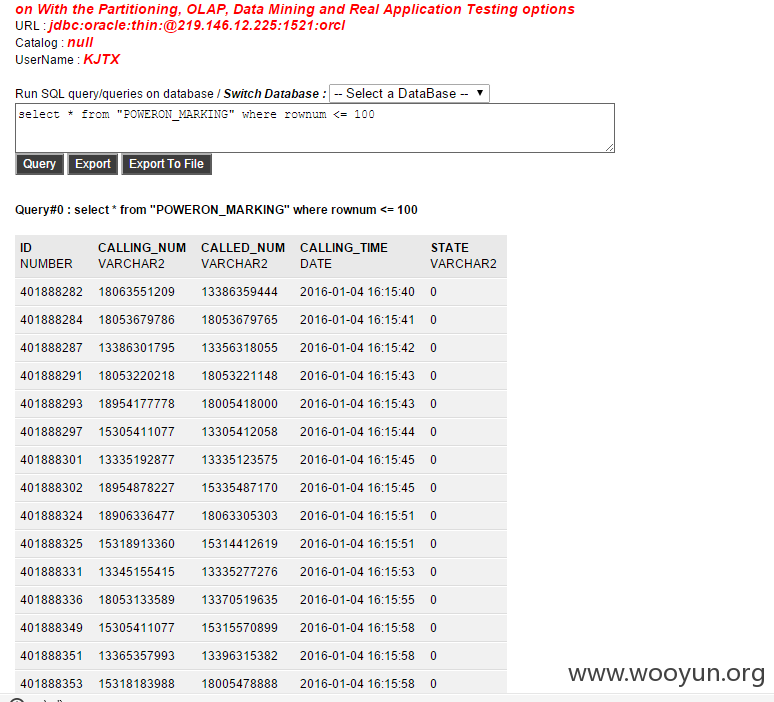 on With the Partitioning, OLAP, Data Mining and Real Application Testing options
URL : jdbc:oracle:thin:@219.146.12.225:1521:orcl
Catalog : null
UserName : KJTX
Run SQL query/queries on database / Switch Database : -- Select a DataBase --
select * from "POWERON_MARKING" where rownum <= 100
Query Export Export To File
Query#0 : select * from "POWERON_MARKING" where rownum <= 100
ID CALLING_NUM CALLED_NUM CALLING_TIME STATE
NUMBER VARCHAR2 VARCHAR2 DATE VARCHAR2
401888282 18063551209 13386359444 2016-01-04 16:15:40 0
401888284 18053679786 18053679765 2016-01-04 16:15:41 0
401888287 13386301795 13356318055 2016-01-04 16:15:42 0
401888291 18053220218 18053221148 2016-01-04 16:15:43 0
401888293 18954177778 18005418000 2016-01-04 16:15:43 0
401888297 15305411077 13305412058 2016-01-04 16:15:44 0
401888301 13335192877 13335123575 2016-01-04 16:15:45 0
401888302 18954878227 15335487170 2016-01-04 16:15:45 0
401888324 18906336477 18063305303 2016-01-04 16:15:51 0
401888325 15318913360 15314412619 2016-01-04 16:15:51 0
401888331 13345155415 13335277276 2016-01-04 16:15:53 0
401888336 18053133589 13370519635 2016-01-04 16:15:55 0
401888349 15305411077 15315570899 2016-01-04 16:15:58 0
401888351 13365357993 13396315382 2016-01-04 16:15:58 0
401888353 15318183988 18005478888 2016-01-04 16:15:58 0
www.wooyun.org